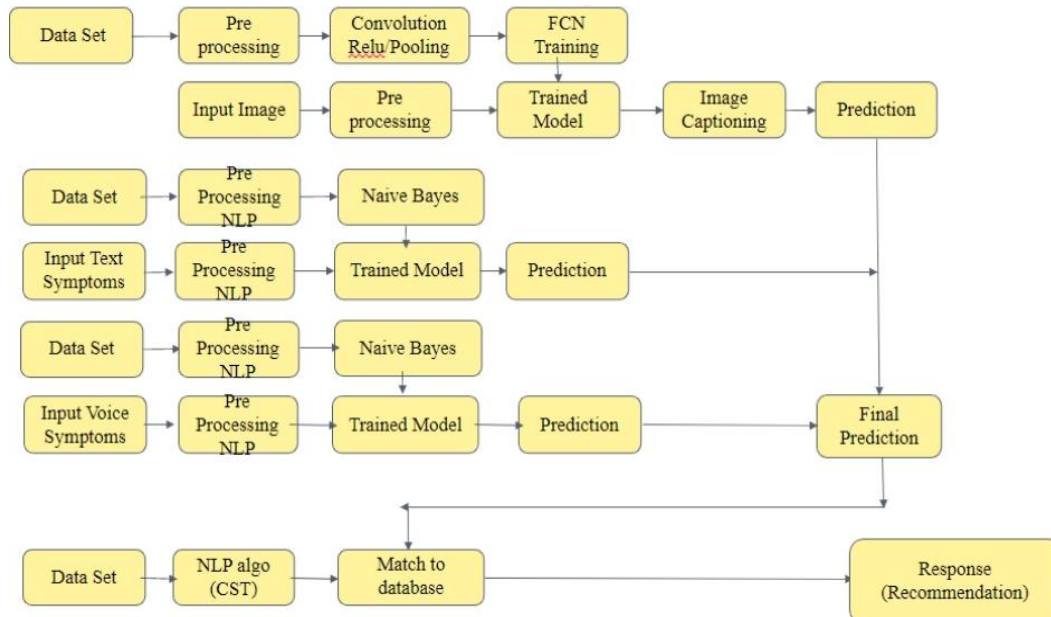 Data Set
Pre
processing
Convolution
Relu/Pooling
FCN
Training
Input Image
Pre
processing
Trained
Model
Image
Captioning
Prediction
Data Set
Pre
Processing
NLP
Naive Bayes
Input Text
Symptoms
Pre
Processing
NLP
Trained Model
Prediction
Data Set
Pre
Processing
NLP
Naive Bayes
Input Voice
Symptoms
Pre
Processing
NLP
Trained Model
Prediction
Final
Prediction
Data Set
NLP algo
(CST)
Match to
database
Response
(Recommendation)